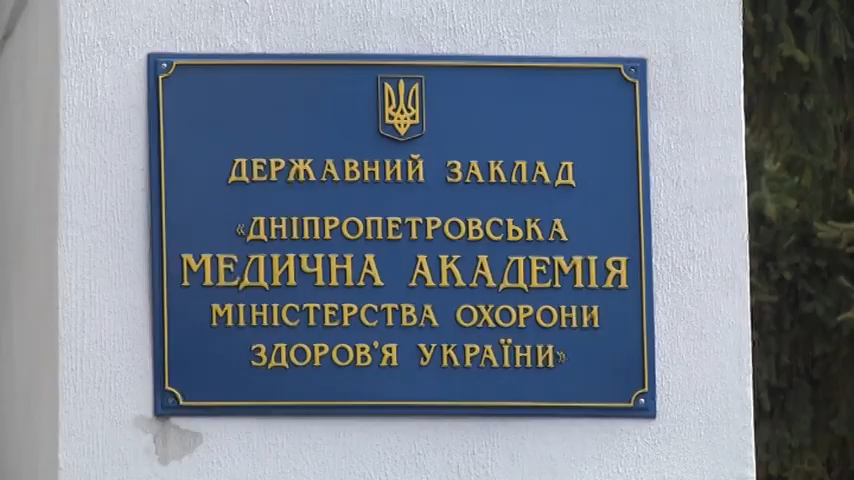 ДЕРЖАВНИЙ ЗАКЛАД
«ДНІПРОПЕТРОВСЬКА
МЕДИЧНА АКАДЕМІЯ
МІНІСТЕРСТВА ОХОРОНИ
ЗДОРОВ'Я УКРАЇНИ»